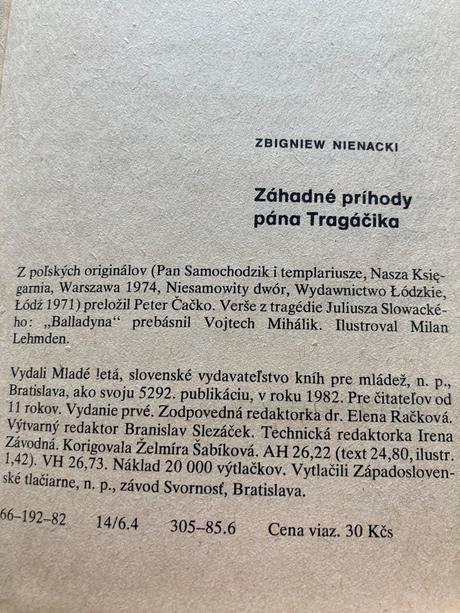 ZBIGNIEW NIENACKI
Záhadné príhody
pána Tragáčika
Z poľských originálov (Pan Samochodzik i templariusze, Nasza Księ-
garnia, Warszawa 1974, Niesamowity dwór, Wydawnictwo Łódzkie,
Łódź 1971) preložil Peter Čačko. Verše z tragédie Juliusza Slowacké-
ho: „Balladyna“ prebásnil Vojtech Mihálik. Ilustroval Milan
Lehmden.
Vydali Mladé letá, slovenské vydavateľstvo kníh pre mládež, n. p.,
Bratislava, ako svoju 5292. publikáciu, v roku 1982. Pre čitateľov od
11 rokov. Vydanie prvé. Zodpovedná redaktorka dr. Elena Račková.
Výtvarný redaktor Branislav Slezáček. Technická redaktorka Irena
Závodná. Korigovala Želmíra Šabíková. AH 26,22 (text 24,80, ilustr.
1,42). VH 26,73. Náklad 20 000 výtlačkov. Vytlačili Západosloven-
ské tlačiarne, n. p., závod Svornosť, Bratislava.
66–192–82 14/6.4 305–85.6 Cena viaz. 30 Kčs